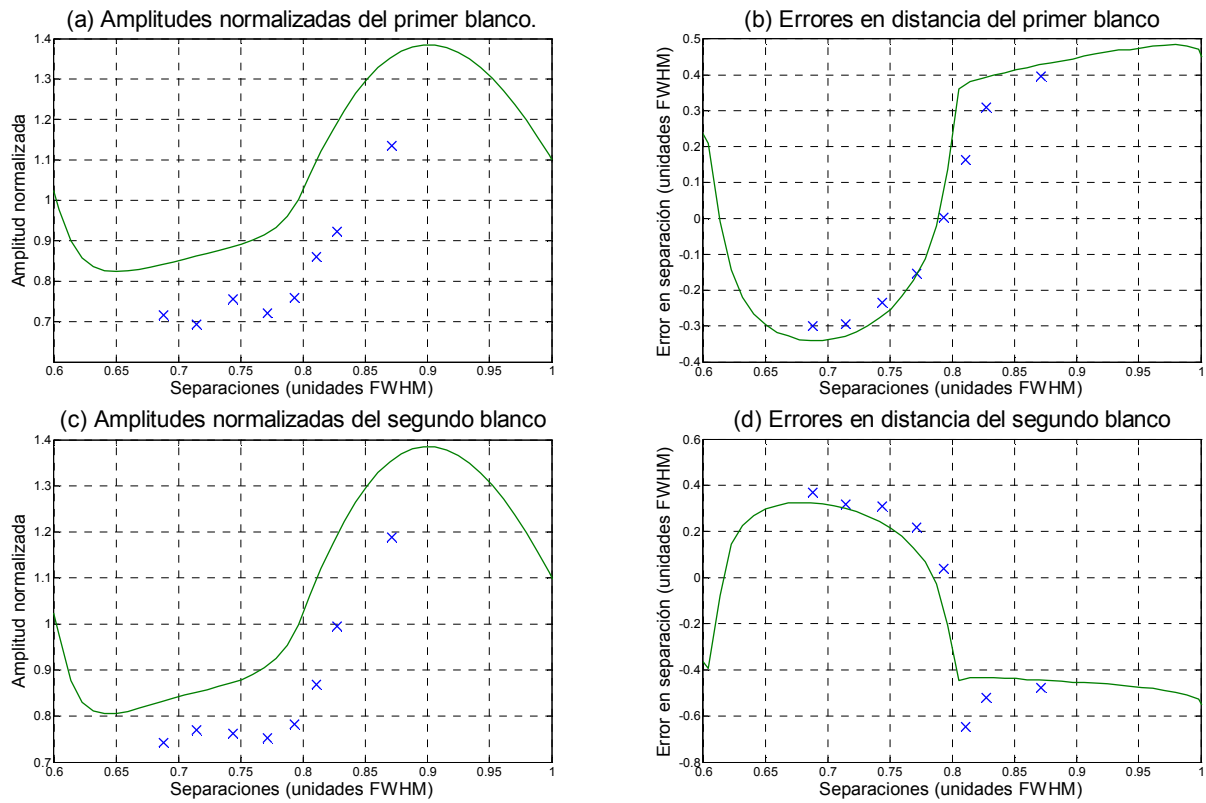 (a) Amplitudes normalizadas del primer blanco.
1.4
1.3
1.2
1.1
1
0.9
0.8
0.7
Amplitud normalizada
0.6 0.65 0.7 0.75 0.8 0.85 0.9 0.95 1
Separaciones (unidades FWHM)
(b) Errores en distancia del primer blanco
0.5
0.4
0.3
0.2
0.1
0
-0.1
-0.2
-0.3
-0.4
Error en separación (unidades FWHM)
0.6 0.65 0.7 0.75 0.8 0.85 0.9 0.95 1
Separaciones (unidades FWHM)
(c) Amplitudes normalizadas del segundo blanco
1.4
1.3
1.2
1.1
1
0.9
0.8
0.7
Amplitud normalizada
0.6 0.65 0.7 0.75 0.8 0.85 0.9 0.95 1
Separaciones (unidades FWHM)
(d) Errores en distancia del segundo blanco
0.6
0.4
0.2
0
-0.2
-0.4
-0.6
-0.8
Error en separación (unidades FWHM)
0.6 0.65 0.7 0.75 0.8 0.85 0.9 0.95 1
Separaciones (unidades FWHM)